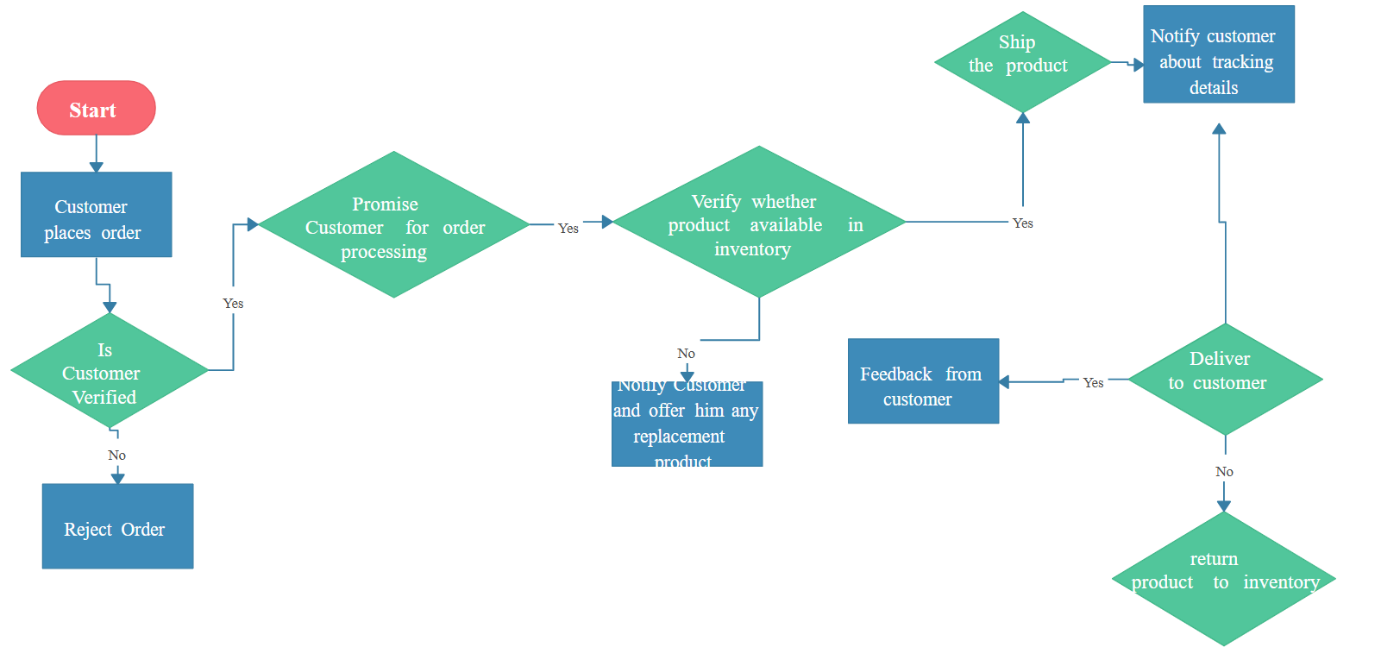 Start
Customer
places order
Is
Customer
Verified
No
Reject Order
Yes
Promise
Customer for order
processing
Yes
Verify whether
product available in
inventory
No
Notify Customer
and offer him any
replacement
product
Yes
Ship
the product
Notify customer
about tracking
details
Deliver
to customer
Yes
Feedback from
customer
No
return
product to inventory